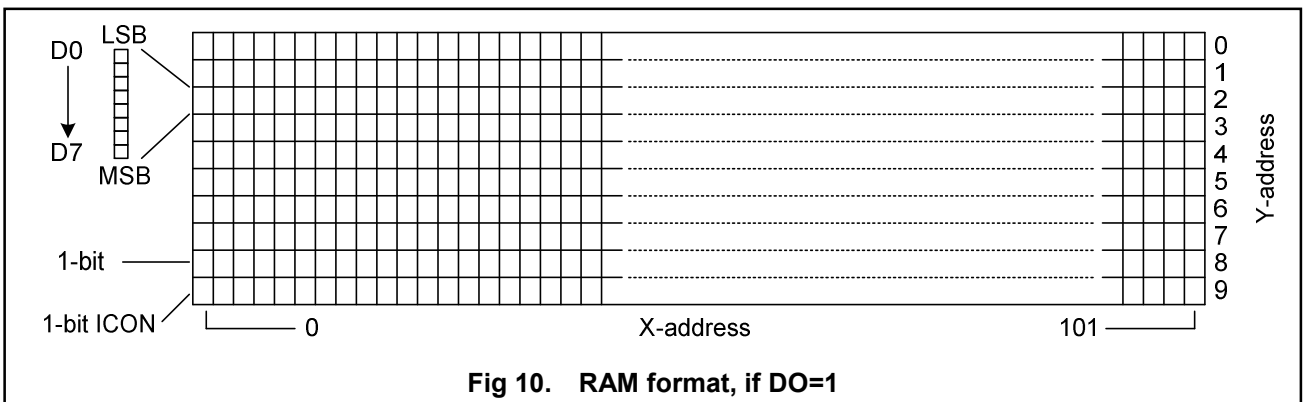 LSB
D0
D7
MSB
1-bit
1-bit ICON
0
1
2
3
4
5
6
7
8
9
Y-address
0 X-address 101
Fig 10. RAM format, if DO=1